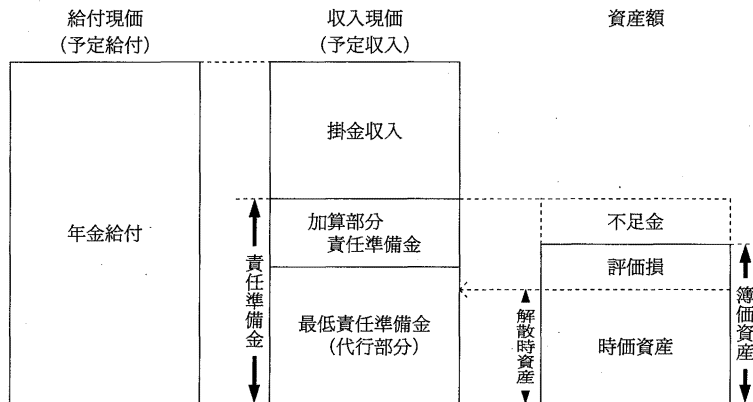 給付現価
(予定給付)
収入現価
(予定収入)
資産額
年金給付
掛金収入
加算部分
責任準備金
最低責任準備金
(代行部分)
責任準備金
不足金
評価損
時価資産
解散時資産
簿価資産